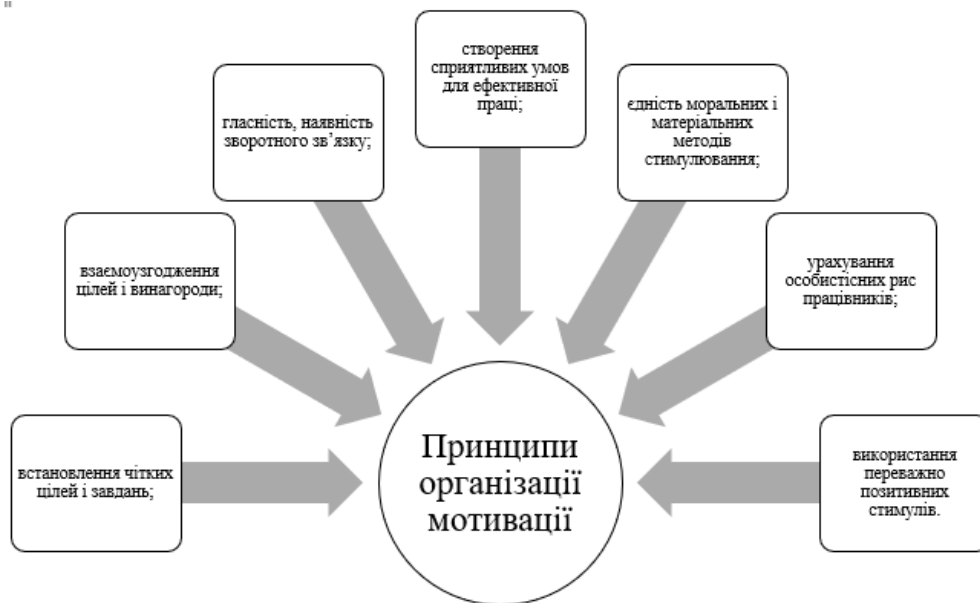 встановлення чітких
цілей і завдань;
взаємоузгодження
цілей і винагороди;
гласність, наявність
зворотного зв’язку;
створення
сприятливих умов
для ефективної
праці;
єдність моральних і
матеріальних
методів
стимулювання;
урахування
особистісних рис
працівників;
використання
переважно
позитивних
стимулів.
Принципи
організації
мотивації